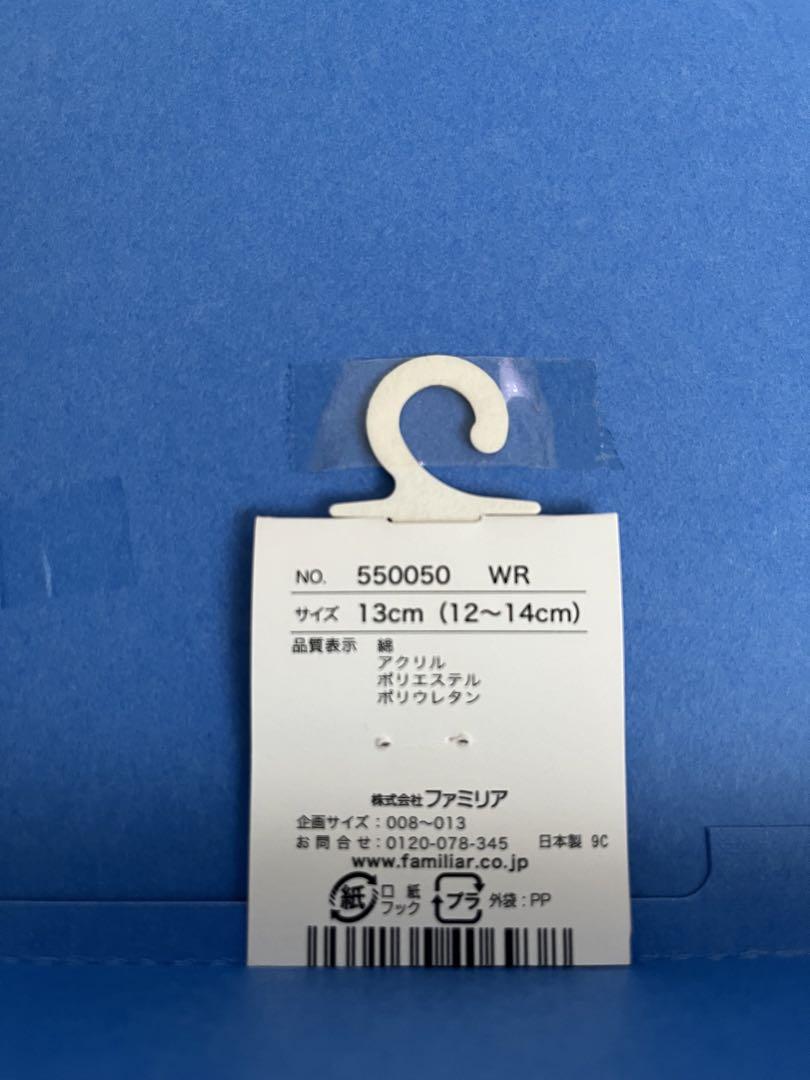 NO. 550050 WR
サイズ 13cm (12〜14cm)
品質表示 綿
アクリル
ポリエステル
ポリウレタン
株式会社ファミリア
企画サイズ：008〜013
お問合せ：0120-078-345 日本製 9C
www.familiar.co.jp
紙 口紙
フック
プラ 外袋：PP